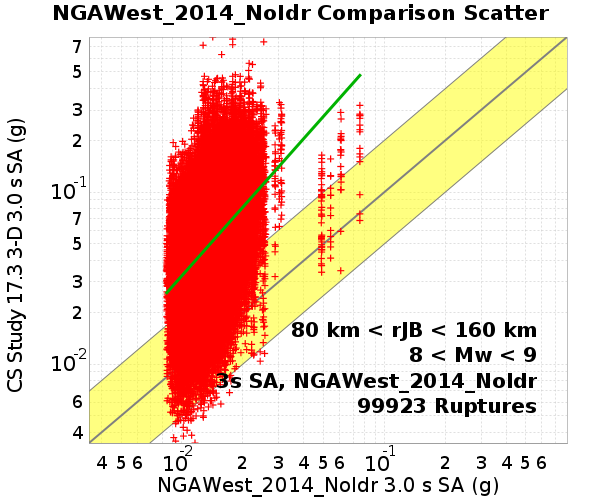 NGAWest_2014_NoIdr Comparison Scatter
CS Study 17.3 3-D 3.0 s SA (g)
7
5
3
2
10-1
7
5
3
2
10-2
6
4
80 km < rJB < 160 km
8 < Mw < 9
3s SA, NGAWest_2014_NoIdr
99923 Ruptures
4 5 6 10-2 2 3 4 5 6 10-1 2 3 4 5 6
NGAWest_2014_NoIdr 3.0 s SA (g)